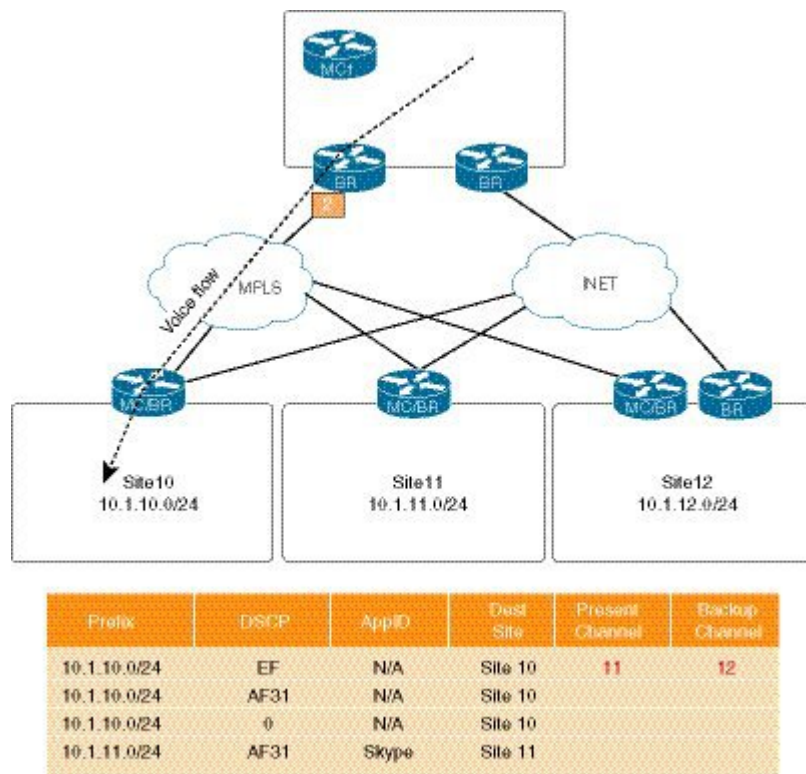 MC1
BR
BR
2
MPLS
INET
Voice flow
MC/BR
MC/BR
MC/BR
BR
Site10
10.1.10.0/24
Site11
10.1.11.0/24
Site12
10.1.12.0/24
Prefix DSCP AppID Dest Site Present Channel Backup Channel
10.1.10.0/24 EF N/A Site 10 11 12
10.1.10.0/24 AF31 N/A Site 10
10.1.10.0/24 0 N/A Site 10
10.1.11.0/24 AF31 Skype Site 11